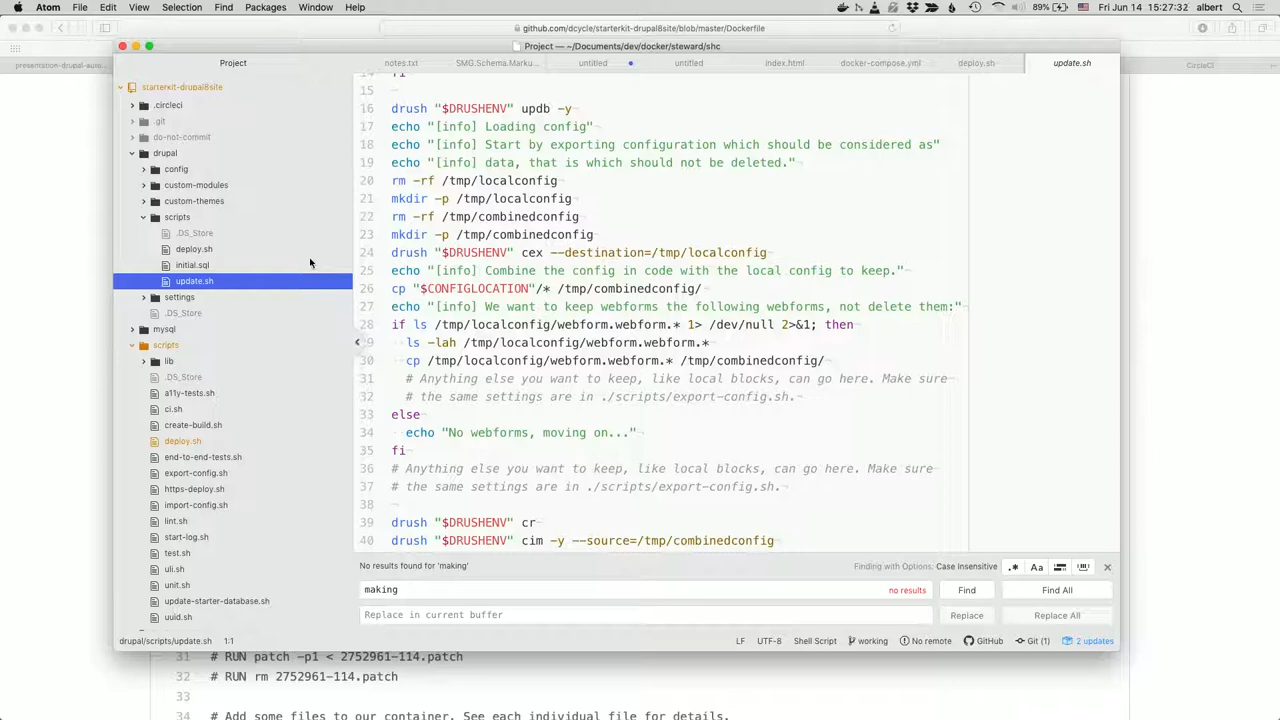 Atom File Edit View Selection Find Packages Window Help
89% Fri Jun 14 15:27:32 albert
github.com/dcycle/starterkit-drupal8site/blob/master/Dockerfile
Project — ~/Documents/dev/docker/steward/shc
presentation-drupal-auto...
CircleCI
Project
notes.txt SMG.Schema.Marku... untitled untitled index.html docker-compose.yml deploy.sh update.sh
starterkit-drupal8site
.circleci
.git
do-not-commit
drupal
config
custom-modules
custom-themes
scripts
.DS_Store
deploy.sh
initial.sql
update.sh
settings
.DS_Store
mysql
scripts
lib
.DS_Store
a11y-tests.sh
ci.sh
create-build.sh
deploy.sh
end-to-end-tests.sh
export-config.sh
https-deploy.sh
import-config.sh
lint.sh
start-log.sh
test.sh
uli.sh
unit.sh
update-starter-database.sh
uuid.sh
14 fi
15
16 drush "$DRUSHENV" updb -y
17 echo "[info] Loading config"
18 echo "[info] Start by exporting configuration which should be considered as"
19 echo "[info] data, that is which should not be deleted."
20 rm -rf /tmp/localconfig
21 mkdir -p /tmp/localconfig
22 rm -rf /tmp/combinedconfig
23 mkdir -p /tmp/combinedconfig
24 drush "$DRUSHENV" cex --destination=/tmp/localconfig
25 echo "[info] Combine the config in code with the local config to keep."
26 cp "$CONFIGLOCATION"/* /tmp/combinedconfig/
27 echo "[info] We want to keep webforms the following webforms, not delete them:"
28 if ls /tmp/localconfig/webform.webform.* 1> /dev/null 2>&1; then
29 ls -lah /tmp/localconfig/webform.webform.*
30 cp /tmp/localconfig/webform.webform.* /tmp/combinedconfig/
31 # Anything else you want to keep, like local blocks, can go here. Make sure
32 # the same settings are in ./scripts/export-config.sh.
33 else
34 echo "No webforms, moving on..."
35 fi
36 # Anything else you want to keep, like local blocks, can go here. Make sure
37 # the same settings are in ./scripts/export-config.sh.
38
39 drush "$DRUSHENV" cr
40 drush "$DRUSHENV" cim -y --source=/tmp/combinedconfig
No results found for 'making' Finding with Options: Case Insensitive .* Aa
making no results Find Find All
Replace in current buffer Replace Replace All
drupal/scripts/update.sh 1:1 LF UTF-8 Shell Script working No remote GitHub Git (1) 2 updates
31 # RUN patch -p1 < 2752961-114.patch
32 # RUN rm 2752961-114.patch
33
34 # Add some files to our container. See each individual file for details.